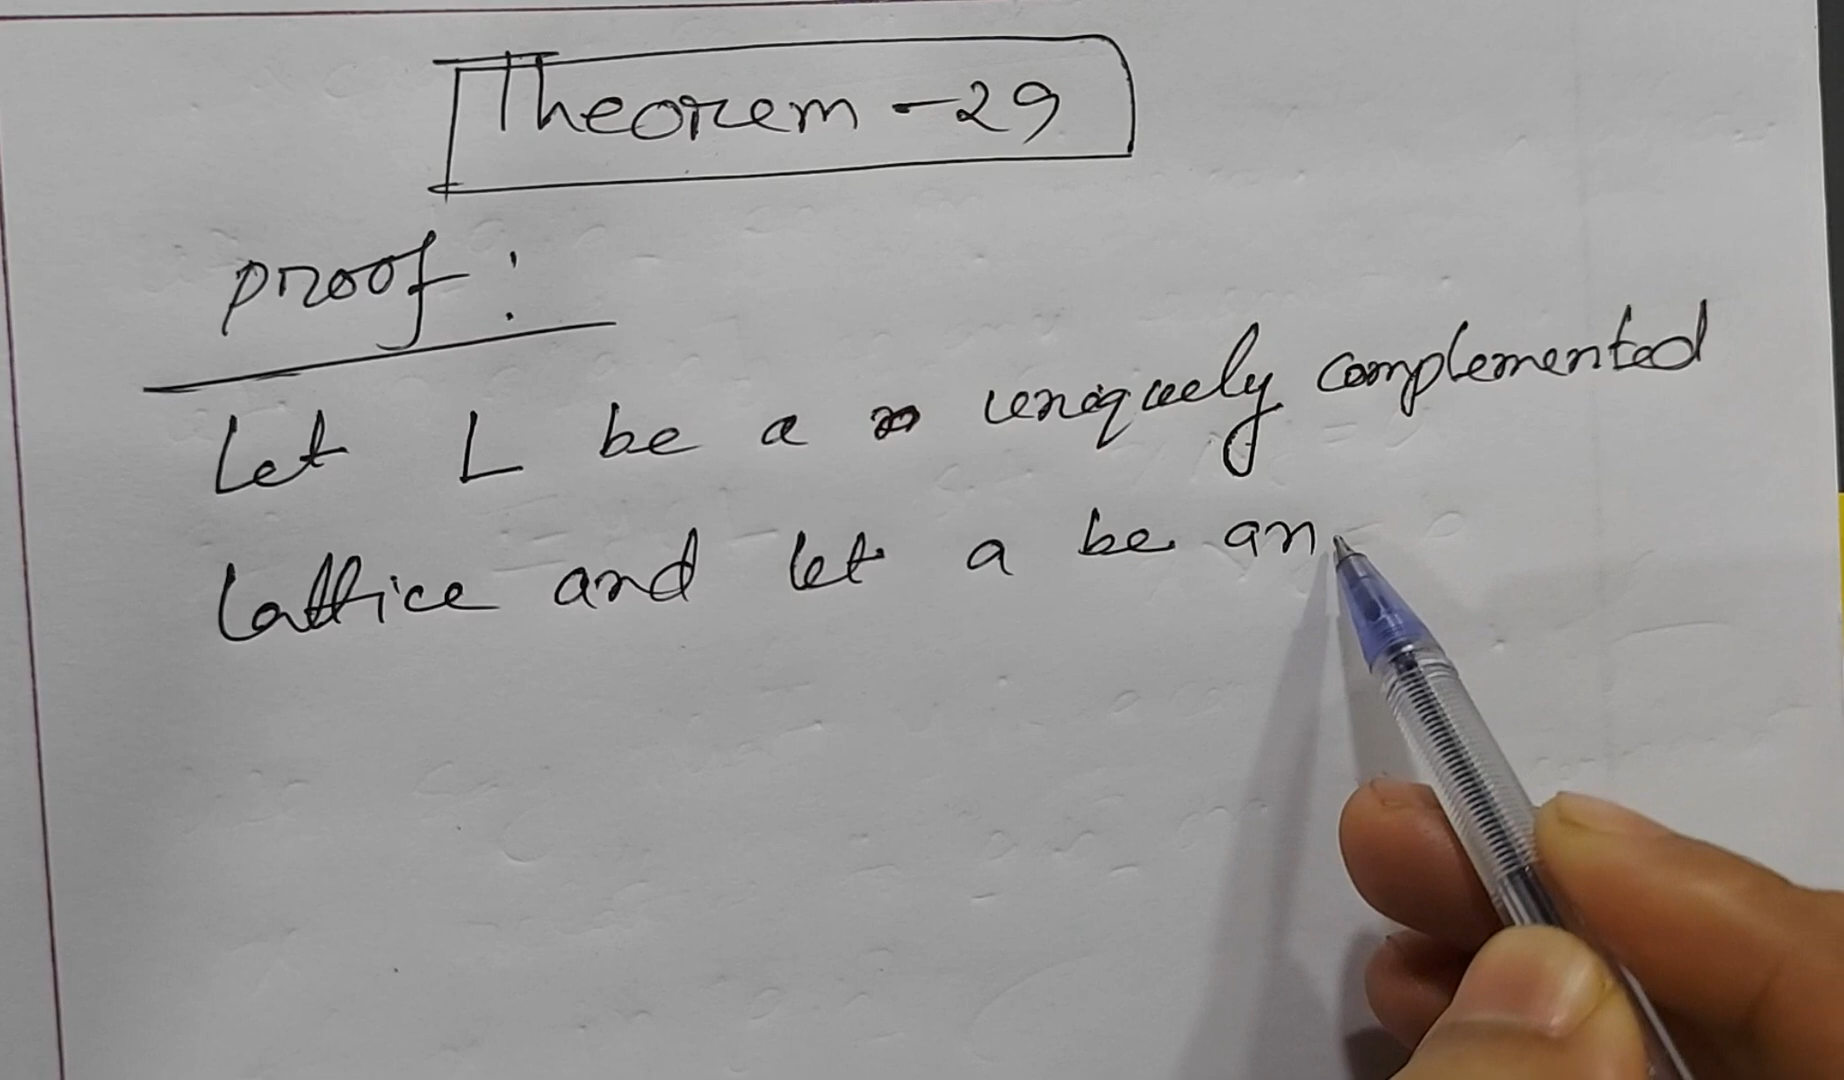 Theorem - 29
proof :
Let L be a uniquely complemented
lattice and let a be an